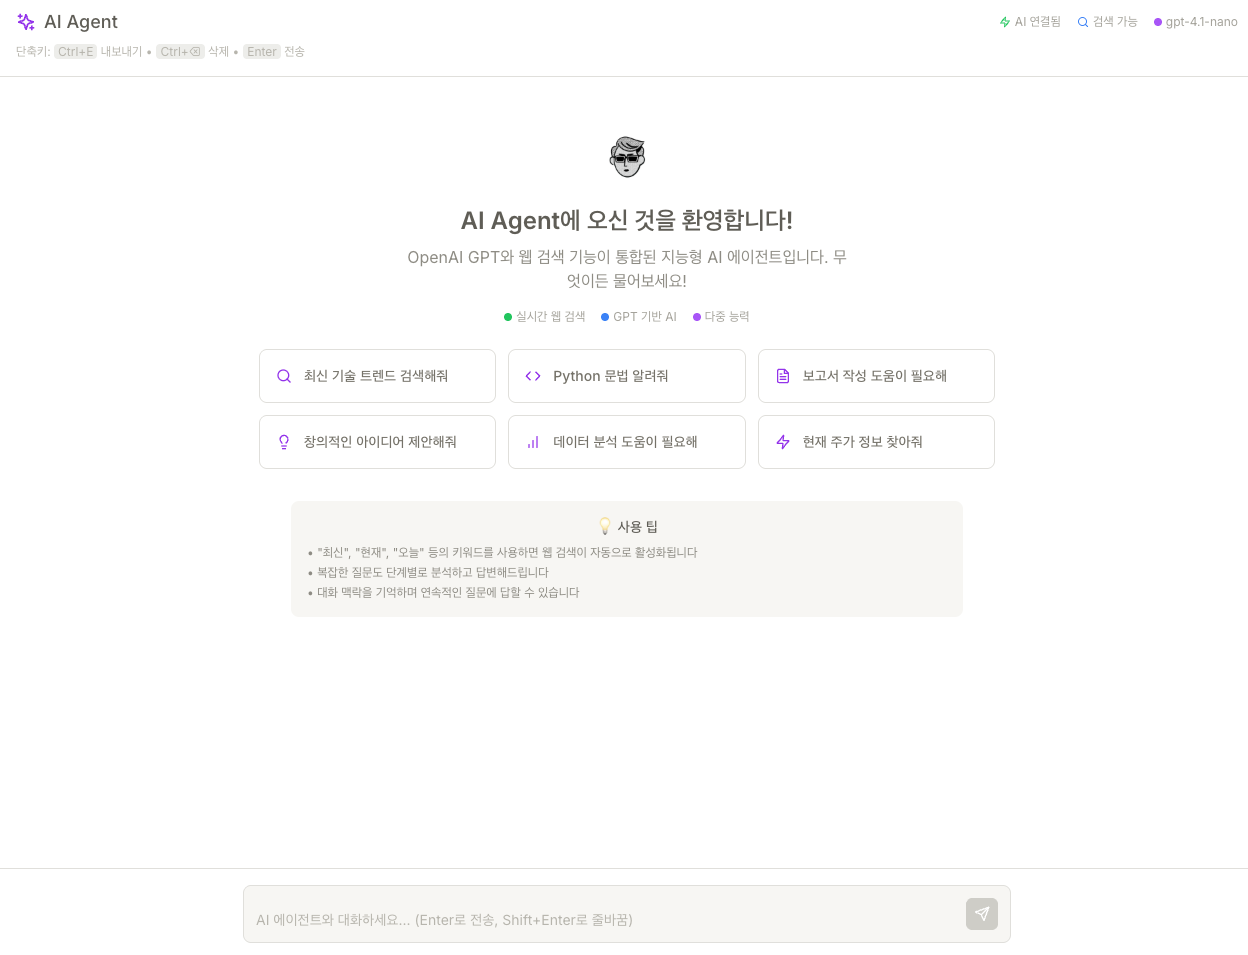 AI Agent
AI 연결됨
검색 가능
gpt-4.1-nano
단축키: Ctrl+E 내보내기 • Ctrl+⌫ 삭제 • Enter 전송
AI Agent에 오신 것을 환영합니다!
OpenAI GPT와 웹 검색 기능이 통합된 지능형 AI 에이전트입니다. 무
엇이든 물어보세요!
실시간 웹 검색
GPT 기반 AI
다중 능력
최신 기술 트렌드 검색해줘
Python 문법 알려줘
보고서 작성 도움이 필요해
창의적인 아이디어 제안해줘
데이터 분석 도움이 필요해
현재 주가 정보 찾아줘
💡 사용 팁
• "최신", "현재", "오늘" 등의 키워드를 사용하면 웹 검색이 자동으로 활성화됩니다
• 복잡한 질문도 단계별로 분석하고 답변해드립니다
• 대화 맥락을 기억하며 연속적인 질문에 답할 수 있습니다
AI 에이전트와 대화하세요... (Enter로 전송, Shift+Enter로 줄바꿈)